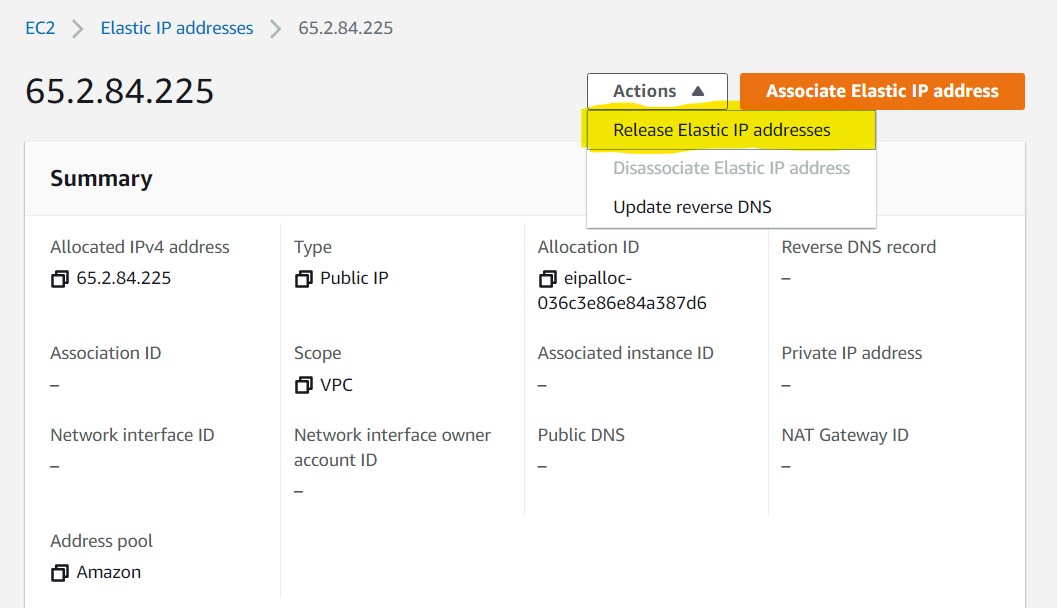 EC2 > Elastic IP addresses > 65.2.84.225
65.2.84.225
Actions ▲ Associate Elastic IP address
Release Elastic IP addresses
Disassociate Elastic IP address
Update reverse DNS
Summary
Allocated IPv4 address
65.2.84.225
Type
Public IP
Allocation ID
eipalloc-
036c3e86e84a387d6
Reverse DNS record
–
Association ID
–
Scope
VPC
Associated instance ID
–
Private IP address
–
Network interface ID
–
Network interface owner
account ID
–
Public DNS
–
NAT Gateway ID
–
Address pool
Amazon